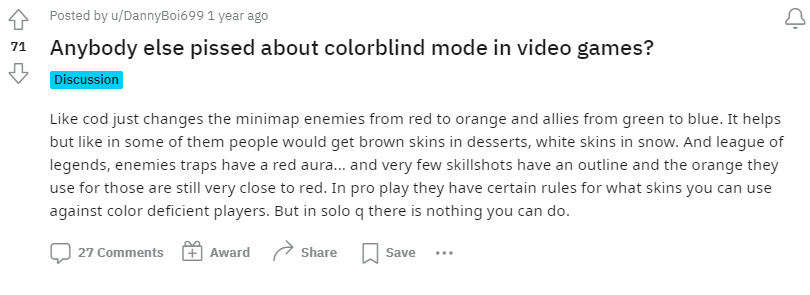 Posted by u/DannyBoi699 1 year ago
71
Anybody else pissed about colorblind mode in video games?
Discussion
Like cod just changes the minimap enemies from red to orange and allies from green to blue. It helps
but like in some of them people would get brown skins in desserts, white skins in snow. And league of
legends, enemies traps have a red aura... and very few skillshots have an outline and the orange they
use for those are still very close to red. In pro play they have certain rules for what skins you can use
against color deficient players. But in solo q there is nothing you can do.
27 Comments Award Share Save ...